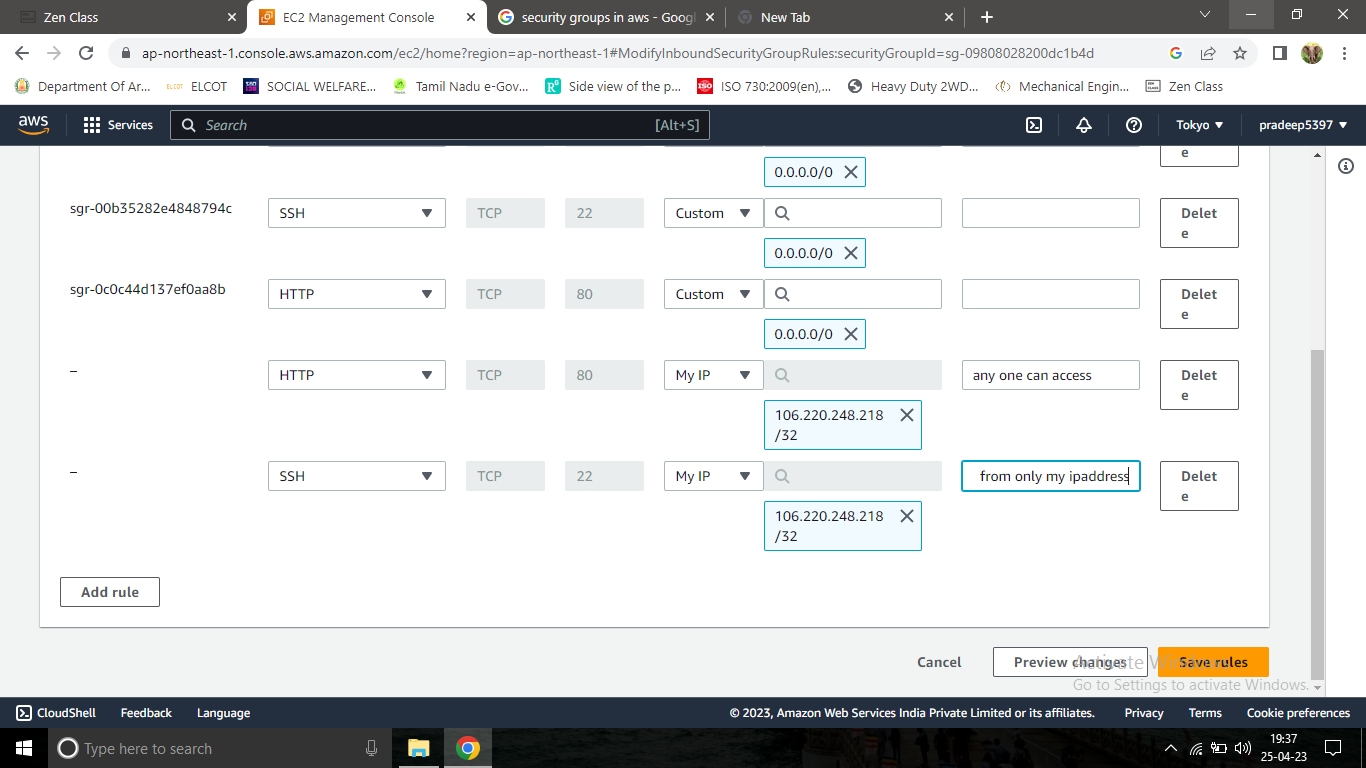 Zen Class
EC2 Management Console
security groups in aws - Googl
New Tab
ap-northeast-1.console.aws.amazon.com/ec2/home?region=ap-northeast-1#ModifyInboundSecurityGroupRules:securityGroupId=sg-09808028200dc1b4d
Department Of Ar... ELCOT SOCIAL WELFARE... Tamil Nadu e-Gov... Side view of the p... ISO 730:2009(en),... Heavy Duty 2WD... Mechanical Engin... Zen Class
aws Services Search [Alt+S] Tokyo pradeep5397
e
0.0.0.0/0
sgr-00b35282e4848794c SSH TCP 22 Custom Delet
e
0.0.0.0/0
sgr-0c0c44d137ef0aa8b HTTP TCP 80 Custom Delet
e
0.0.0.0/0
– HTTP TCP 80 My IP any one can access Delet
e
106.220.248.218
/32
– SSH TCP 22 My IP from only my ipaddress Delet
e
106.220.248.218
/32
Add rule
Cancel Preview changes Save rules
Activate Windows
Go to Settings to activate Windows.
CloudShell Feedback Language © 2023, Amazon Web Services India Private Limited or its affiliates. Privacy Terms Cookie preferences
Type here to search
19:37
25-04-23